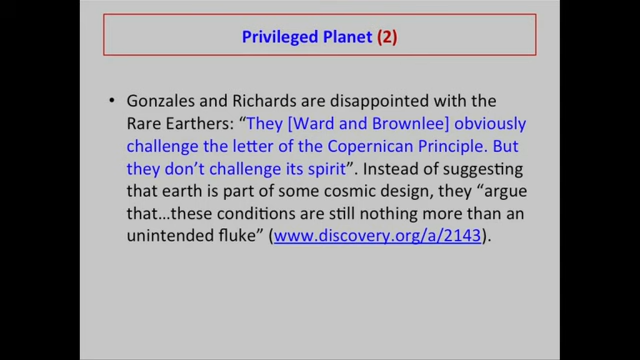 Privileged Planet (2)
• Gonzales and Richards are disappointed with the
Rare Earthers: “They [Ward and Brownlee] obviously
challenge the letter of the Copernican Principle. But
they don’t challenge its spirit”. Instead of suggesting
that earth is part of some cosmic design, they “argue
that…these conditions are still nothing more than an
unintended fluke” (www.discovery.org/a/2143).